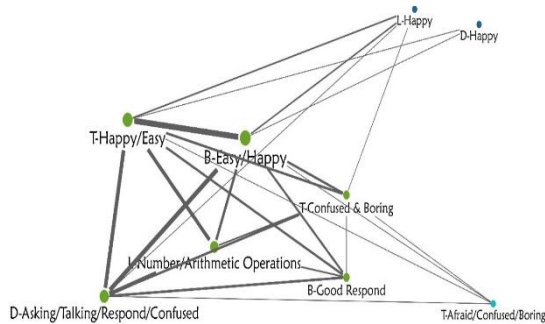 L-Happy
D-Happy
T-Happy/Easy
B-Easy/Happy
T-Confused & Boring
Number/Arithmetic Operations
B-Good Respond
D-Asking/Talking/Respond/Confused
T-Afraid/Confused/Boring